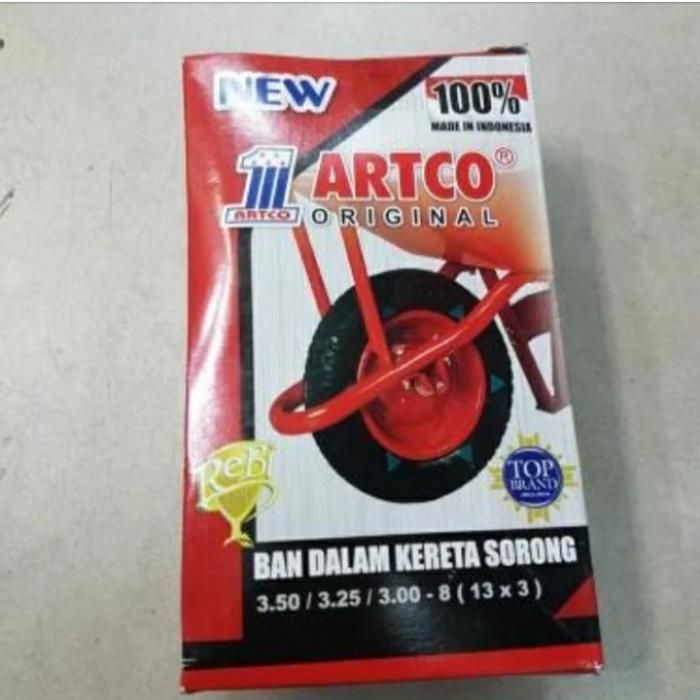 NEW
100%
MADE IN INDONESIA
1
ARTCO
ARTCO®
ORIGINAL
ReBi
TOP
BRAND
BAN DALAM KERETA SORONG
3.50 / 3.25 / 3.00 - 8 ( 13 x 3 )